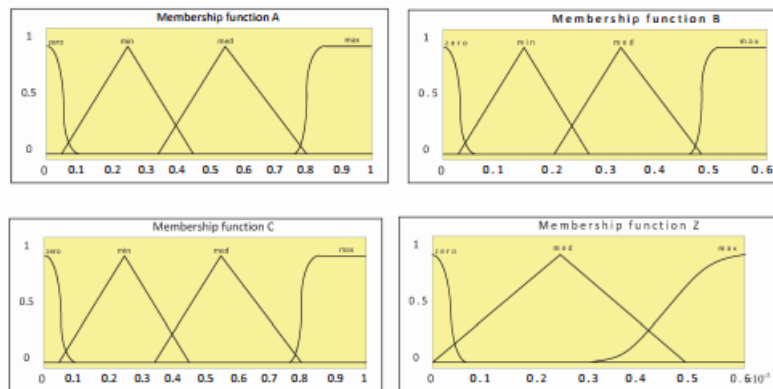 Membership function A
1
zero min med max
0.5
0
0 0.1 0.2 0.3 0.4 0.5 0.6 0.7 0.8 0.9 1
Membership function B
1
zero min med max
0.5
0
0 0.1 0.2 0.3 0.4 0.5 0.6
Membership function C
1
zero min med max
0.5
0
0 0.1 0.2 0.3 0.4 0.5 0.6 0.7 0.8 0.9 1
Membership function Z
1
zero med max
0.5
0
0 0.1 0.2 0.3 0.4 0.5 0.6